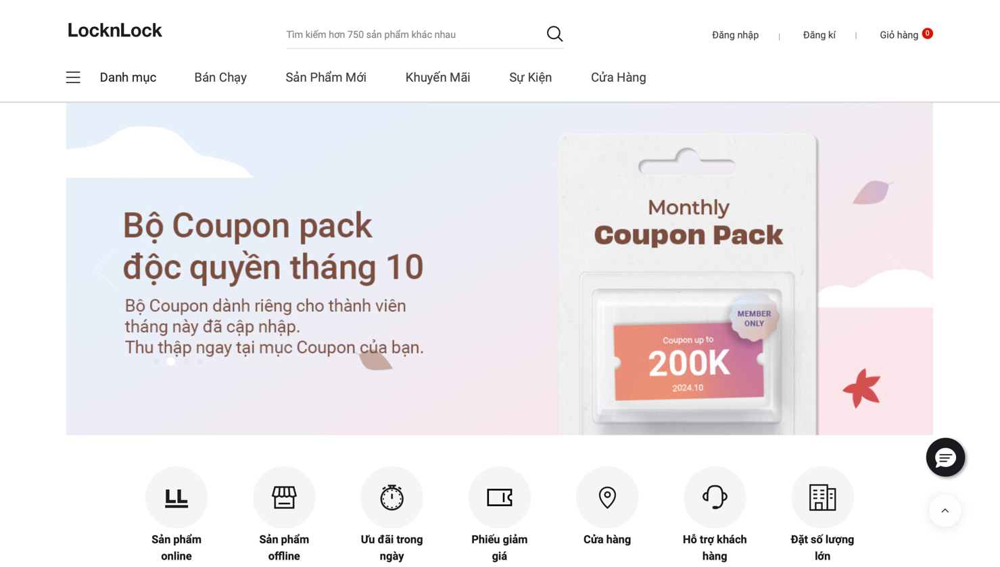 LocknLock
Tìm kiếm hơn 750 sản phẩm khác nhau
Đăng nhập
Đăng kí
Giỏ hàng 0
Danh mục
Bán Chạy
Sản Phẩm Mới
Khuyến Mãi
Sự Kiện
Cửa Hàng
Bộ Coupon pack
độc quyền tháng 10
Bộ Coupon dành riêng cho thành viên
tháng này đã cập nhập.
Thu thập ngay tại mục Coupon của bạn.
Monthly
Coupon Pack
MEMBER
ONLY
Coupon up to
200K
2024.10
LL
Sản phẩm
online
Sản phẩm
offline
Ưu đãi trong
ngày
Phiếu giảm
giá
Cửa hàng
Hỗ trợ khách
hàng
Đặt số lượng
lớn